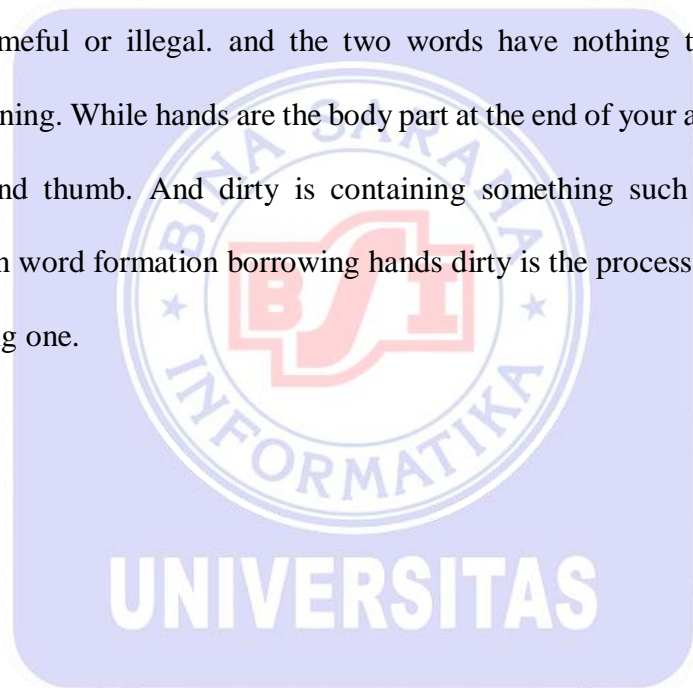 meful or illegal. and the two words have nothing t
ning. While hands are the body part at the end of your a
nd thumb. And dirty is containing something such
n word formation borrowing hands dirty is the process
g one.
BINA SARANA
BSI
INFORMATIKA
UNIVERSITAS